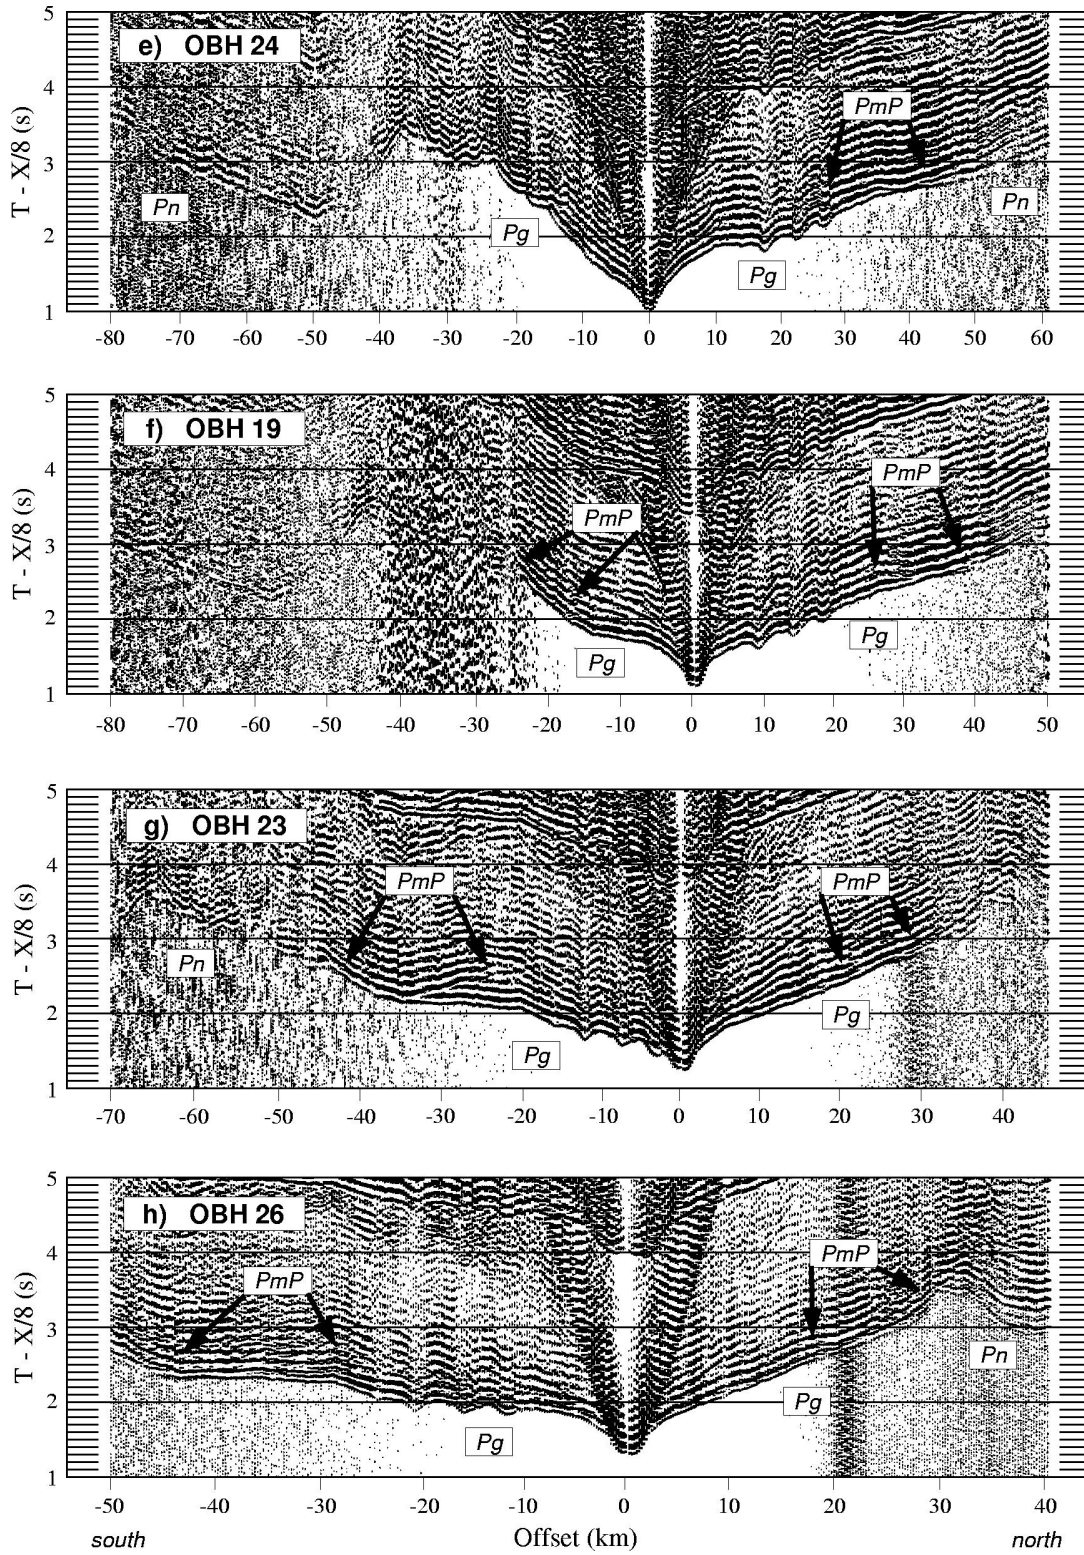 5
e) OBH 24
4
PmP
3
Pn
Pn
Pg
2
Pg
1
T - X/8 (s)
-80 -70 -60 -50 -40 -30 -20 -10 0 10 20 30 40 50 60
5
f) OBH 19
4
PmP
PmP
3
2
Pg
Pg
1
T - X/8 (s)
-80 -70 -60 -50 -40 -30 -20 -10 0 10 20 30 40 50
5
g) OBH 23
4
PmP
PmP
3
Pn
Pg
2
Pg
1
T - X/8 (s)
-70 -60 -50 -40 -30 -20 -10 0 10 20 30 40
5
h) OBH 26
4
PmP
PmP
3
Pn
2
Pg
Pg
1
T - X/8 (s)
-50 -40 -30 -20 -10 0 10 20 30 40
south Offset (km) north